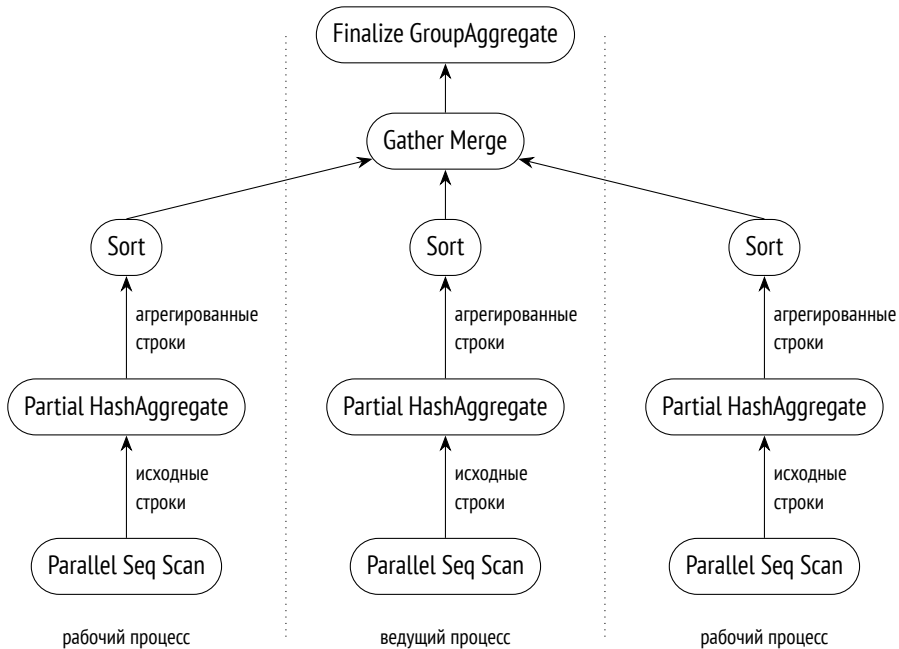 Finalize GroupAggregate
Gather Merge
Sort
Sort
Sort
агрегированные
строки
агрегированные
строки
агрегированные
строки
Partial HashAggregate
Partial HashAggregate
Partial HashAggregate
исходные
строки
исходные
строки
исходные
строки
Parallel Seq Scan
Parallel Seq Scan
Parallel Seq Scan
рабочий процесс
ведущий процесс
рабочий процесс